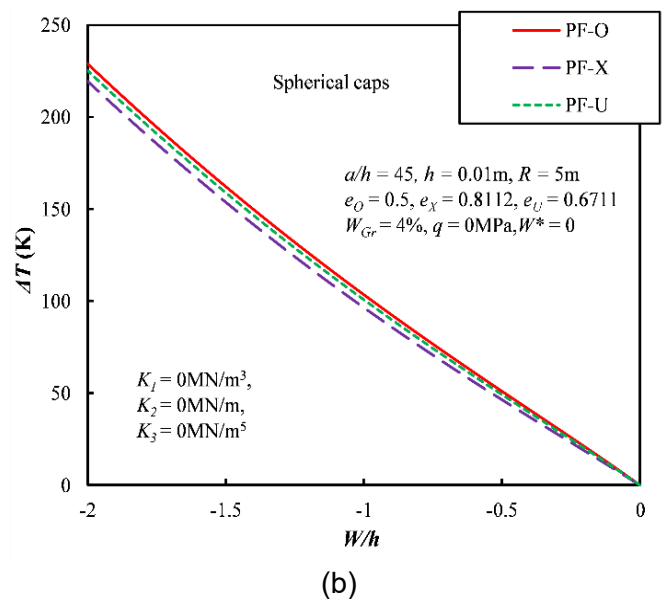 250
200
150
100
50
0
ΔT (K)
PF-O
PF-X
PF-U
Spherical caps
a/h = 45, h = 0.01m, R = 5m
e_O = 0.5, e_X = 0.8112, e_U = 0.6711
W_Gr = 4%, q = 0MPa,W* = 0
K_1 = 0MN/m³,
K_2 = 0MN/m,
K_3 = 0MN/m⁵
-2 -1.5 -1 -0.5 0
W/h
(b)